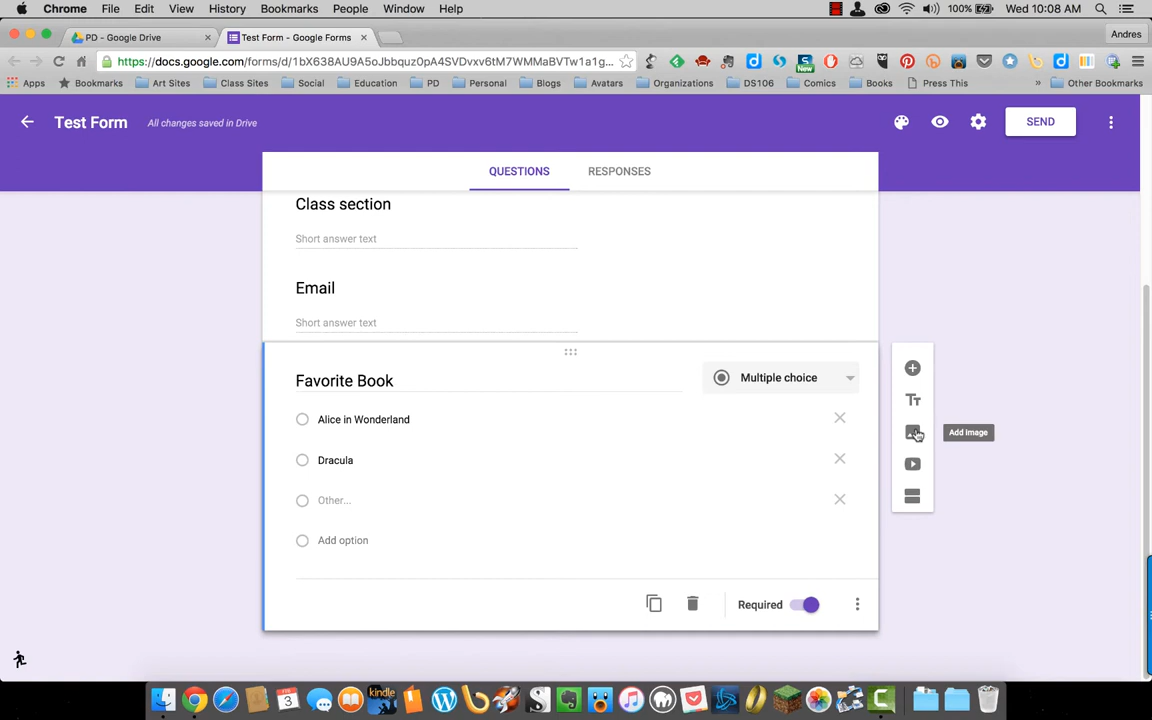 Chrome File Edit View History Bookmarks People Window Help 100% Wed 10:08 AM
PD - Google Drive Test Form - Google Forms Andres
https://docs.google.com/forms/d/1bX638AU9A5oJbbquz0pA4SVDvxv6tM7WMMaBVTw1a1g...
Apps Bookmarks Art Sites Class Sites Social Education PD Personal Blogs Avatars Organizations DS106 Comics Books Press This » Other Bookmarks
Test Form All changes saved in Drive SEND
QUESTIONS RESPONSES
Class section
Short answer text
Email
Short answer text
Favorite Book Multiple choice
Alice in Wonderland
Add Image
Dracula
Other...
Add option
Required